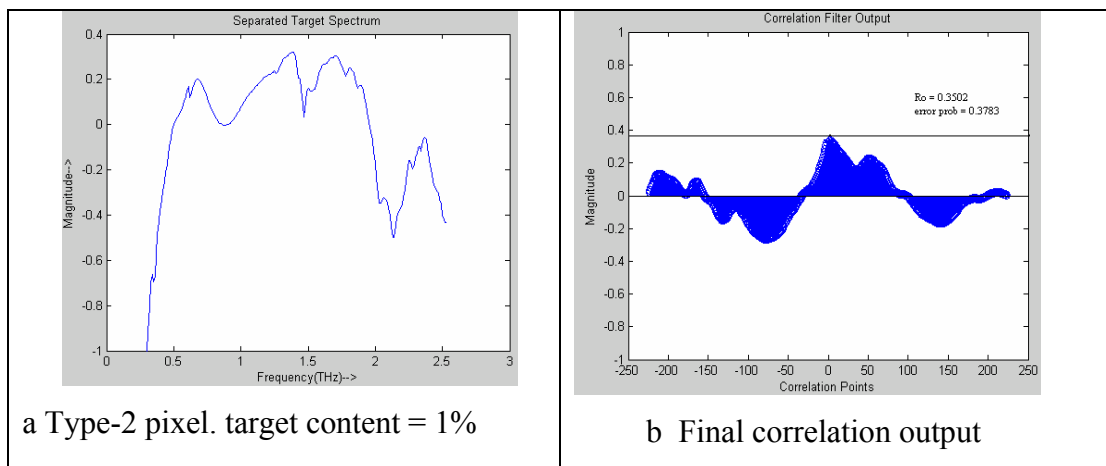 Separated Target Spectrum
0.4
0.2
0
-0.2
-0.4
-0.6
-0.8
-1
Magnitude-->
0 0.5 1 1.5 2 2.5 3
Frequency(THz)-->
a Type-2 pixel. target content = 1%
Correlation Filter Output
1
0.8
0.6
0.4
0.2
0
-0.2
-0.4
-0.6
-0.8
-1
Magnitude
Ro = 0.3502
error prob = 0.3783
-250 -200 -150 -100 -50 0 50 100 150 200 250
Correlation Points
b Final correlation output